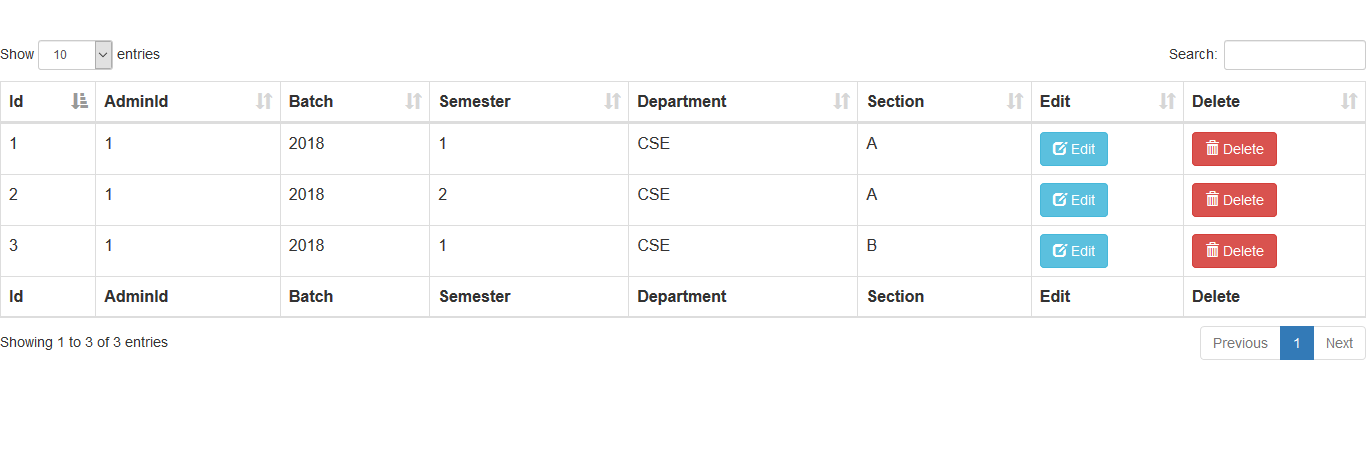 Show 10 entries Search:
Id AdminId Batch Semester Department Section Edit Delete
1 1 2018 1 CSE A Edit Delete
2 1 2018 2 CSE A Edit Delete
3 1 2018 1 CSE B Edit Delete
Id AdminId Batch Semester Department Section Edit Delete
Showing 1 to 3 of 3 entries Previous 1 Next